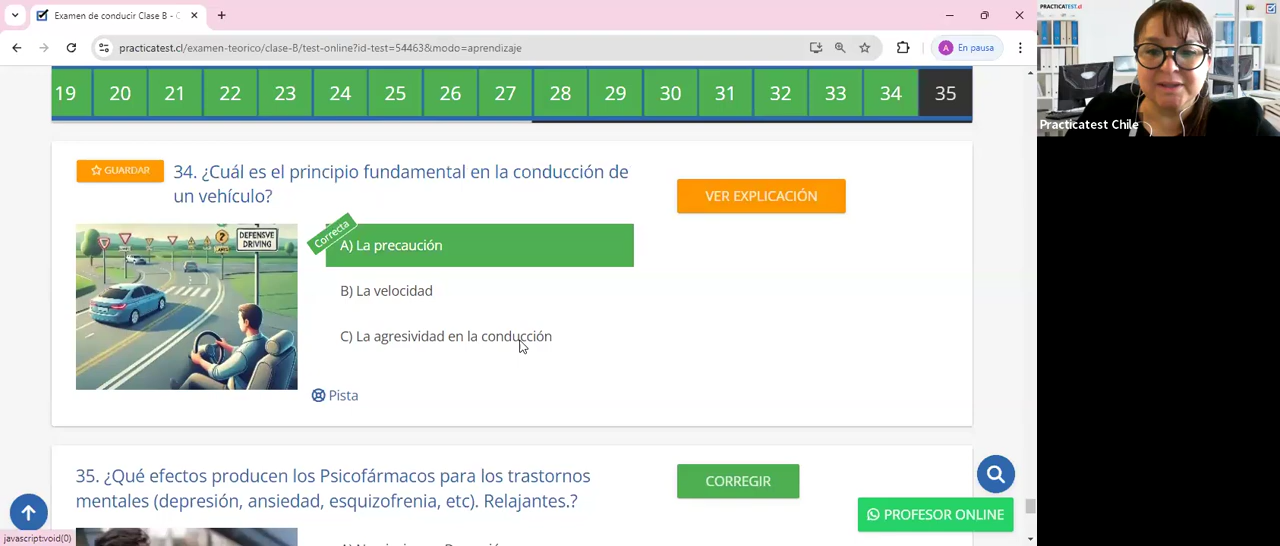 Examen de conducir Clase B - C
practicatest.cl/examen-teorico/clase-B/test-online?id-test=54463&modo=aprendizaje
A
En pausa
19 20 21 22 23 24 25 26 27 28 29 30 31 32 33 34 35
GUARDAR
34. ¿Cuál es el principio fundamental en la conducción de
un vehículo?
VER EXPLICACIÓN
DEFENSIVE
DRIVING
Correcta
A) La precaución
B) La velocidad
C) La agresividad en la conducción
Pista
35. ¿Qué efectos producen los Psicofármacos para los trastornos
mentales (depresión, ansiedad, esquizofrenia, etc). Relajantes.?
CORREGIR
PROFESOR ONLINE
javascript:void(0)
PRACTICATEST.cl
Practicatest Chile